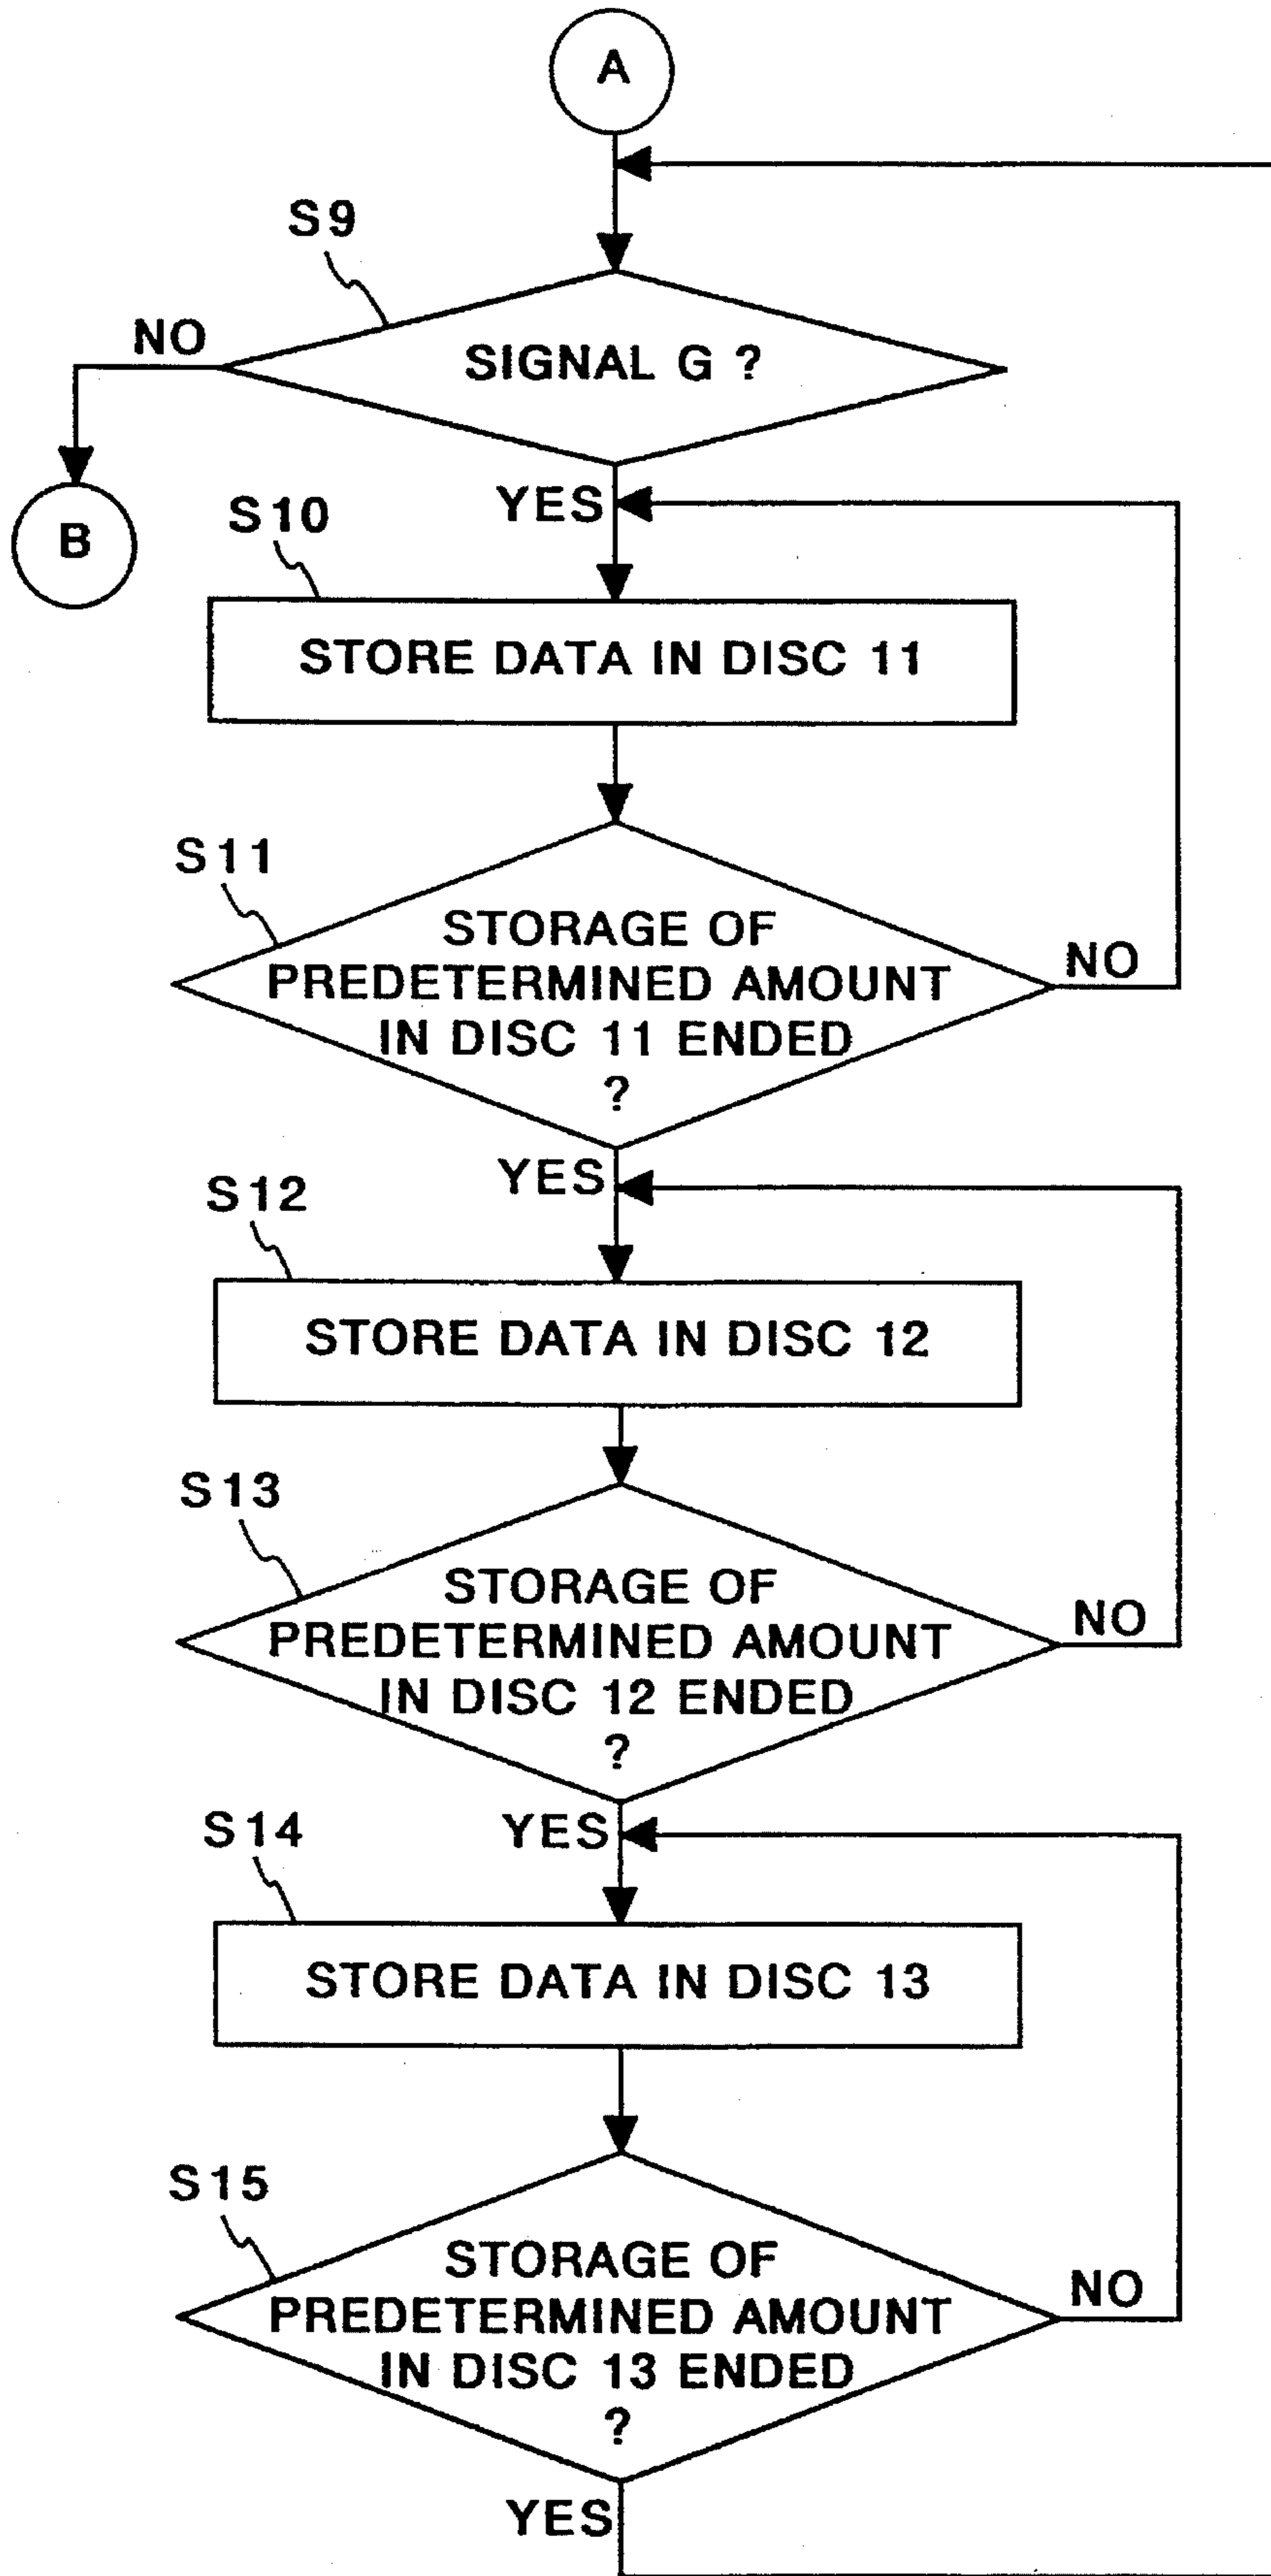 A
S9
NO
SIGNAL G ?
YES
B
S10
STORE DATA IN DISC 11
S11
STORAGE OF
PREDETERMINED AMOUNT
IN DISC 11 ENDED
?
NO
YES
S12
STORE DATA IN DISC 12
S13
STORAGE OF
PREDETERMINED AMOUNT
IN DISC 12 ENDED
?
NO
YES
S14
STORE DATA IN DISC 13
S15
STORAGE OF
PREDETERMINED AMOUNT
IN DISC 13 ENDED
?
NO
YES